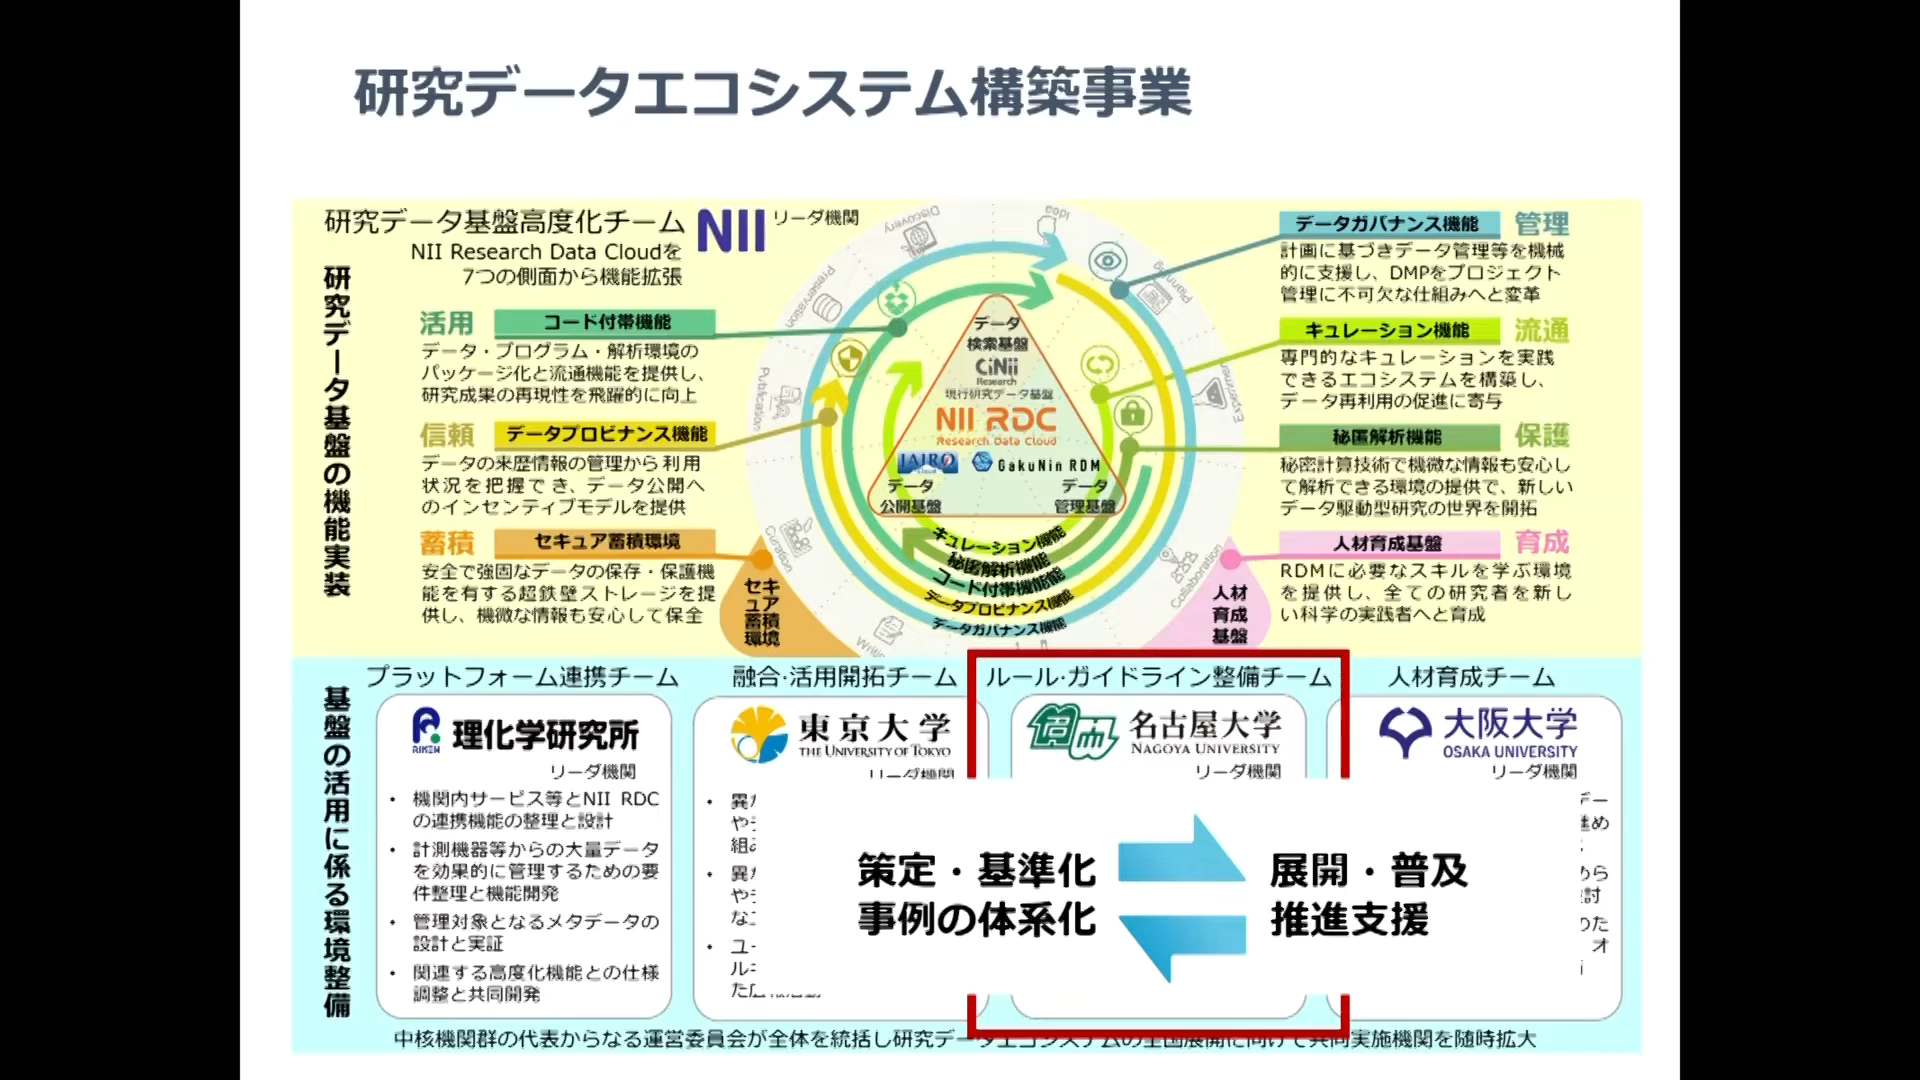 研究データエコシステム構築事業
研究データ基盤の機能実装
研究データ基盤高度化チーム
NII リーダ機関
NII Research Data Cloudを
7つの側面から機能拡張
活用 コード付帯機能
データ・プログラム・解析環境の
パッケージ化と流通機能を提供し、
研究成果の再現性を飛躍的に向上
信頼 データプロビナンス機能
データの来歴情報の管理から利用
状況を把握でき、データ公開へ
のインセンティブモデルを提供
蓄積 セキュア蓄積環境
安全で強固なデータの保存・保護機
能を有する超鉄壁ストレージを提
供し、機微な情報も安心して保全
Discovery
Idea
Planning
Experiment
Collaboration
Curation
Publication
Preservation
データ
検索基盤
CiNii
Research
現行研究データ基盤
NII RDC
Research Data Cloud
JAIRO
Cloud
GakuNin RDM
データ
公開基盤
データ
管理基盤
キュレーション機能
秘匿解析機能
コード付帯機能
データプロビナンス機能
データガバナンス機能
セキュア蓄積環境
人材
育成
基盤
データガバナンス機能 管理
計画に基づきデータ管理等を機械
的に支援し、DMPをプロジェクト
管理に不可欠な仕組みへと変革
キュレーション機能 流通
専門的なキュレーションを実践
できるエコシステムを構築し、
データ再利用の促進に寄与
秘匿解析機能 保護
秘密計算技術で機微な情報も安心し
て解析できる環境の提供で、新しい
データ駆動型研究の世界を開拓
人材育成基盤 育成
RDMに必要なスキルを学ぶ環境
を提供し、全ての研究者を新し
い科学の実践者へと育成
基盤の活用に係る環境整備
プラットフォーム連携チーム
RIKEN 理化学研究所
リーダ機関
• 機関内サービス等とNII RDC
の連携機能の整理と設計
• 計測機器等からの大量データ
を効果的に管理するための要
件整理と機能開発
• 管理対象となるメタデータの
設計と実証
• 関連する高度化機能との仕様
調整と共同開発
融合・活用開拓チーム
東京大学
THE UNIVERSITY OF TOKYO
リーダ機関
ルール・ガイドライン整備チーム
名古屋大学
NAGOYA UNIVERSITY
リーダ機関
人材育成チーム
大阪大学
OSAKA UNIVERSITY
リーダ機関
策定・基準化
事例の体系化
展開・普及
推進支援
中核機関群の代表からなる運営委員会が全体を統括し研究データエコシステムの全国展開に向けて共同実施機関を随時拡大